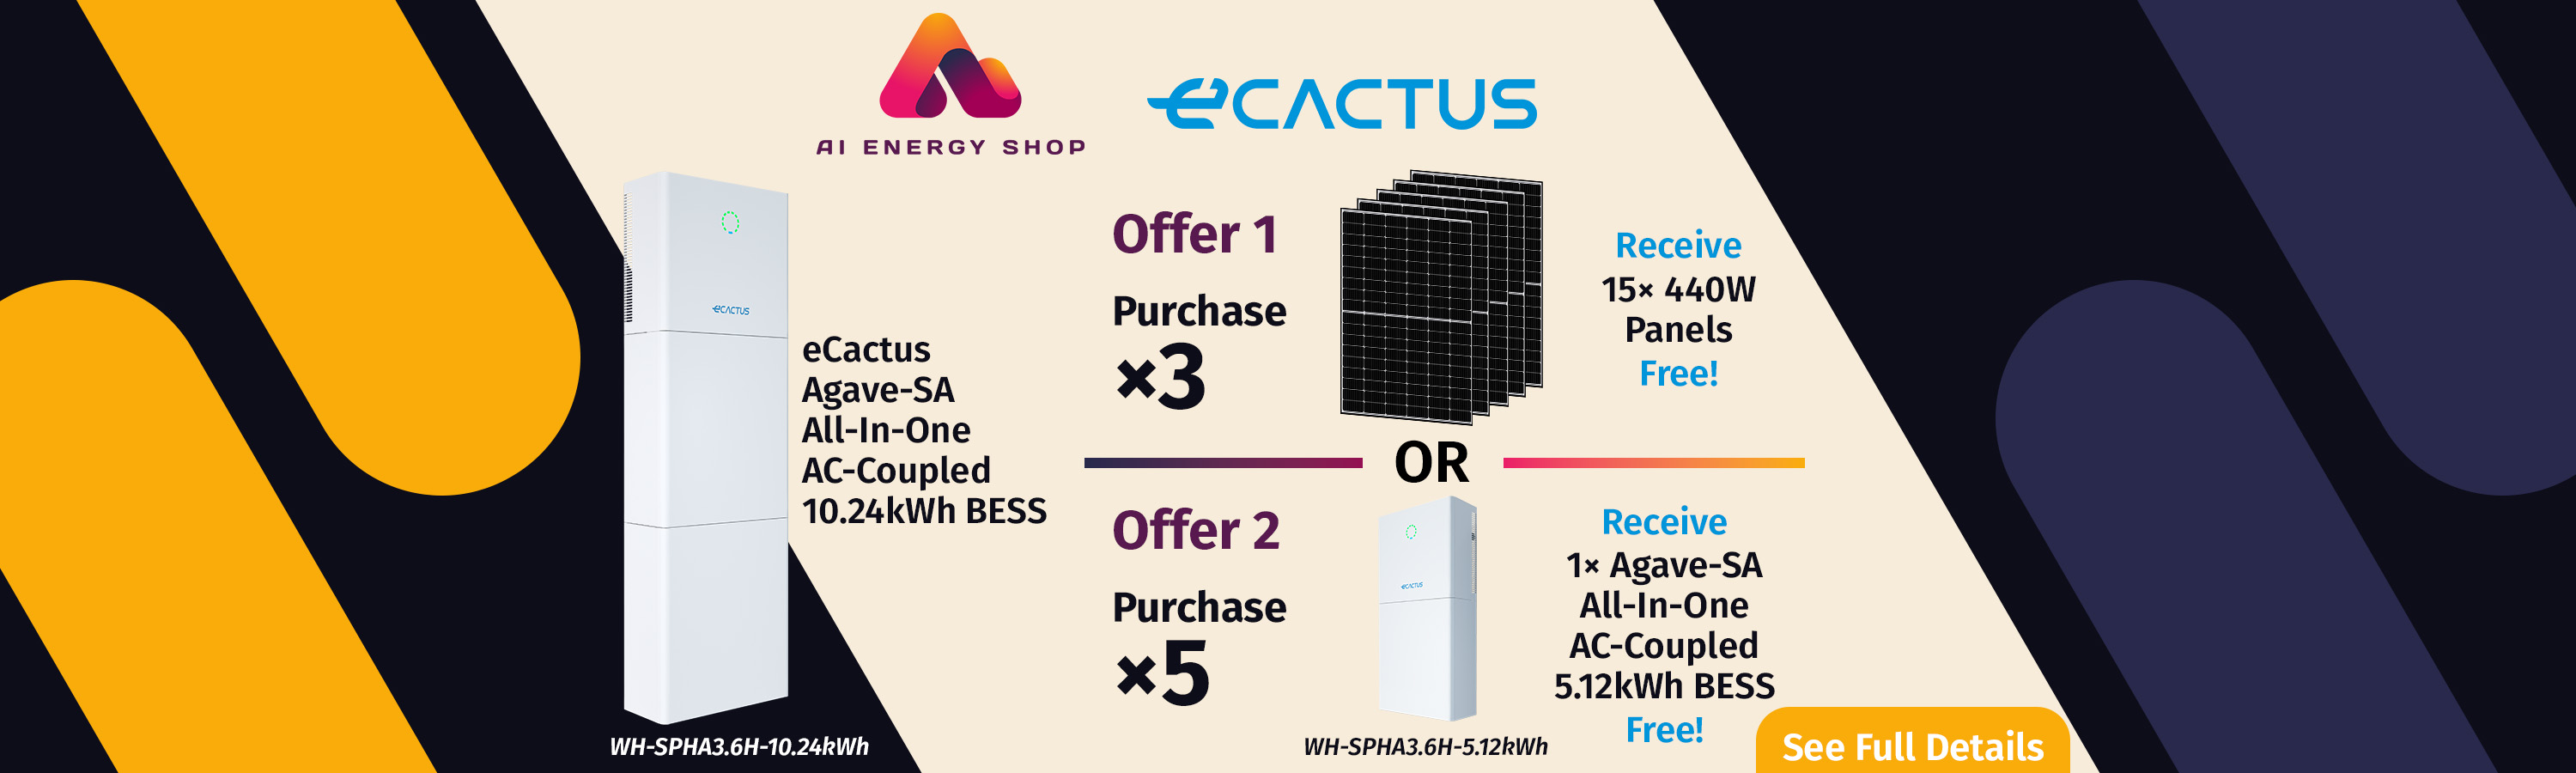 AI ENERGY SHOP
eCACTUS
eCACTUS
eCactus
Agave-SA
All-In-One
AC-Coupled
10.24kWh BESS
WH-SPHA3.6H-10.24kWh
Offer 1
Purchase
×3
Receive
15× 440W
Panels
Free!
OR
Offer 2
Purchase
×5
eCACTUS
WH-SPHA3.6H-5.12kWh
Receive
1× Agave-SA
All-In-One
AC-Coupled
5.12kWh BESS
Free!
See Full Details